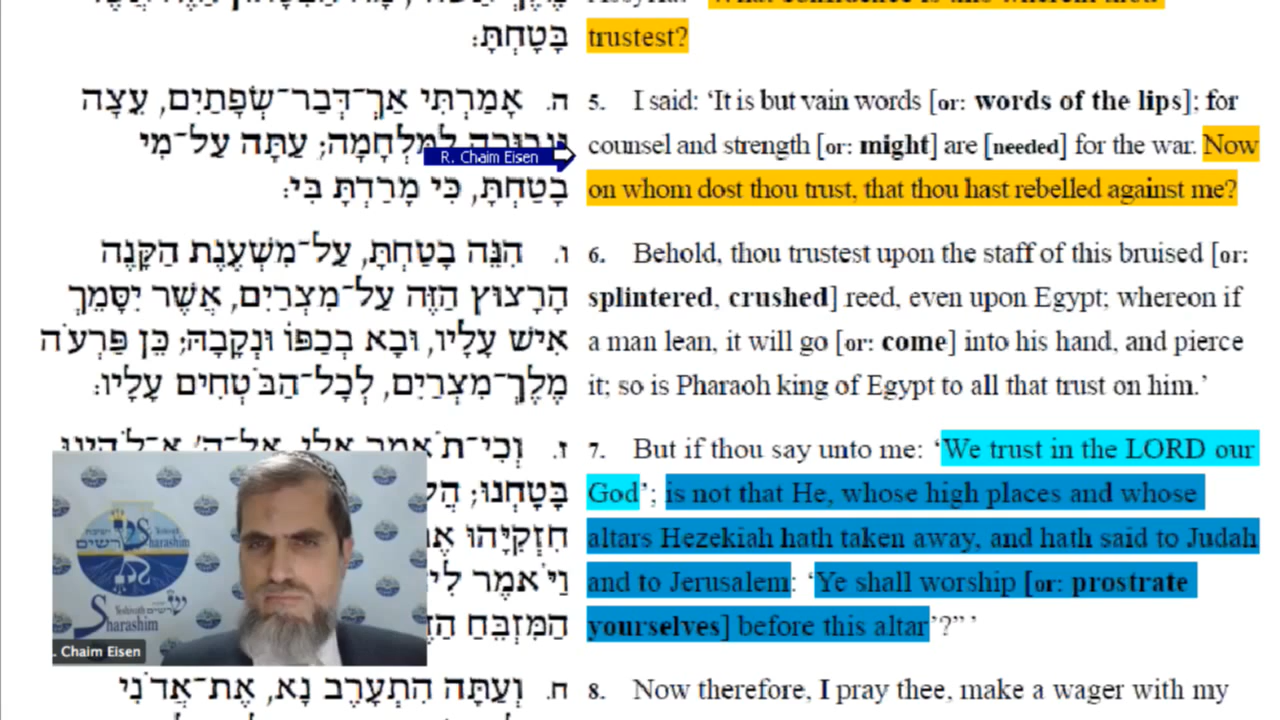 בָּטָחְתָּ׃
ה. אָמַרְתִּי אַךְ־דְּבַר־שְׂפָתַיִם, עֵצָה
לַמִּלְחָמָה; עַתָּה עַל־מִי
בָטַחְתָּ, כִּי מָרַדְתָּ בִּי׃
ו. הִנֵּה בָטַחְתָּ, עַל־מִשְׁעֶנֶת הַקָּנֶה
הָרָצוּץ הַזֶּה עַל־מִצְרַיִם, אֲשֶׁר יִסָּמֵךְ
אִישׁ עָלָיו, וּבָא בְכַפּוֹ וּנְקָבָהּ; כֵּן פַּרְעֹה
מֶלֶךְ־מִצְרַיִם, לְכָל־הַבֹּטְחִים עָלָיו׃
ז. וְכִי־תֹאמַר אֵלַי, אֶל־ה' אֱ־לֹהֵינוּ
בָּטָחְנוּ;
חִזְקִיָּהוּ
וַיֹּאמֶר
הַמִּזְבֵּחַ
ח. וְעַתָּה הִתְעָרֶב נָא, אֶת־אֲדֹנִי
trustest?
5. I said: ‘It is but vain words [or: words of the lips]; for
counsel and strength [or: might] are [needed] for the war. Now
on whom dost thou trust, that thou hast rebelled against me?
6. Behold, thou trustest upon the staff of this bruised [or:
splintered, crushed] reed, even upon Egypt; whereon if
a man lean, it will go [or: come] into his hand, and pierce
it; so is Pharaoh king of Egypt to all that trust on him.’
7. But if thou say unto me: ‘We trust in the LORD our
God’; is not that He, whose high places and whose
altars Hezekiah hath taken away, and hath said to Judah
and to Jerusalem: ‘Ye shall worship [or: prostrate
yourselves] before this altar’?” ’
8. Now therefore, I pray thee, make a wager with my
R. Chaim Eisen
ישיבת
שרשים
Sharashim
Yeshivath
Sharashim
. Chaim Eisen